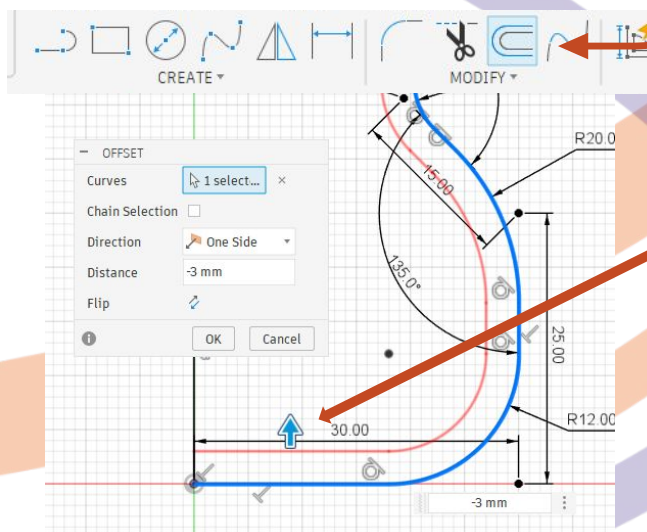 CREATE ▾
MODIFY ▾
OFFSET
Curves
1 select... ×
Chain Selection
Direction
One Side
Distance
-3 mm
Flip
OK
Cancel
R20.0
15.00
135.0°
25.00
30.00
R12.00
-3 mm